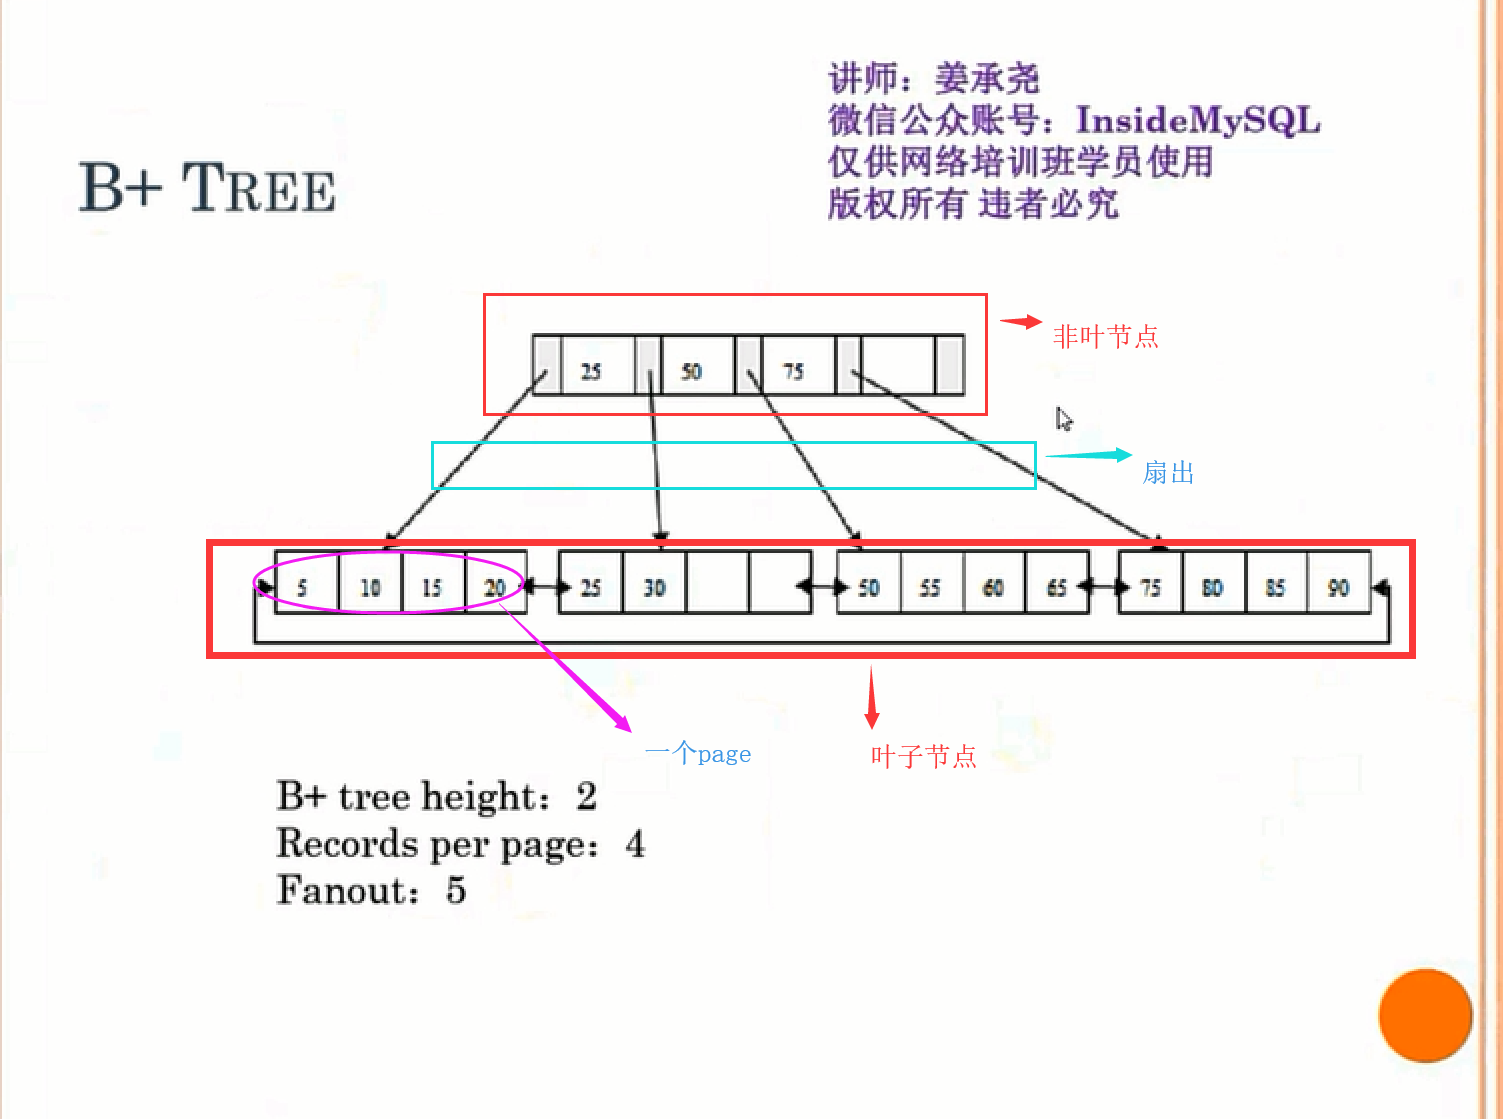 讲师：姜承尧
微信公众账号：InsideMySQL
仅供网络培训班学员使用
版权所有 违者必究
B+ TREE
非叶节点
25 50 75
扇出
5 10 15 20 25 30 50 55 60 65 75 80 85 90
一个page
叶子节点
B+ tree height：2
Records per page：4
Fanout：5